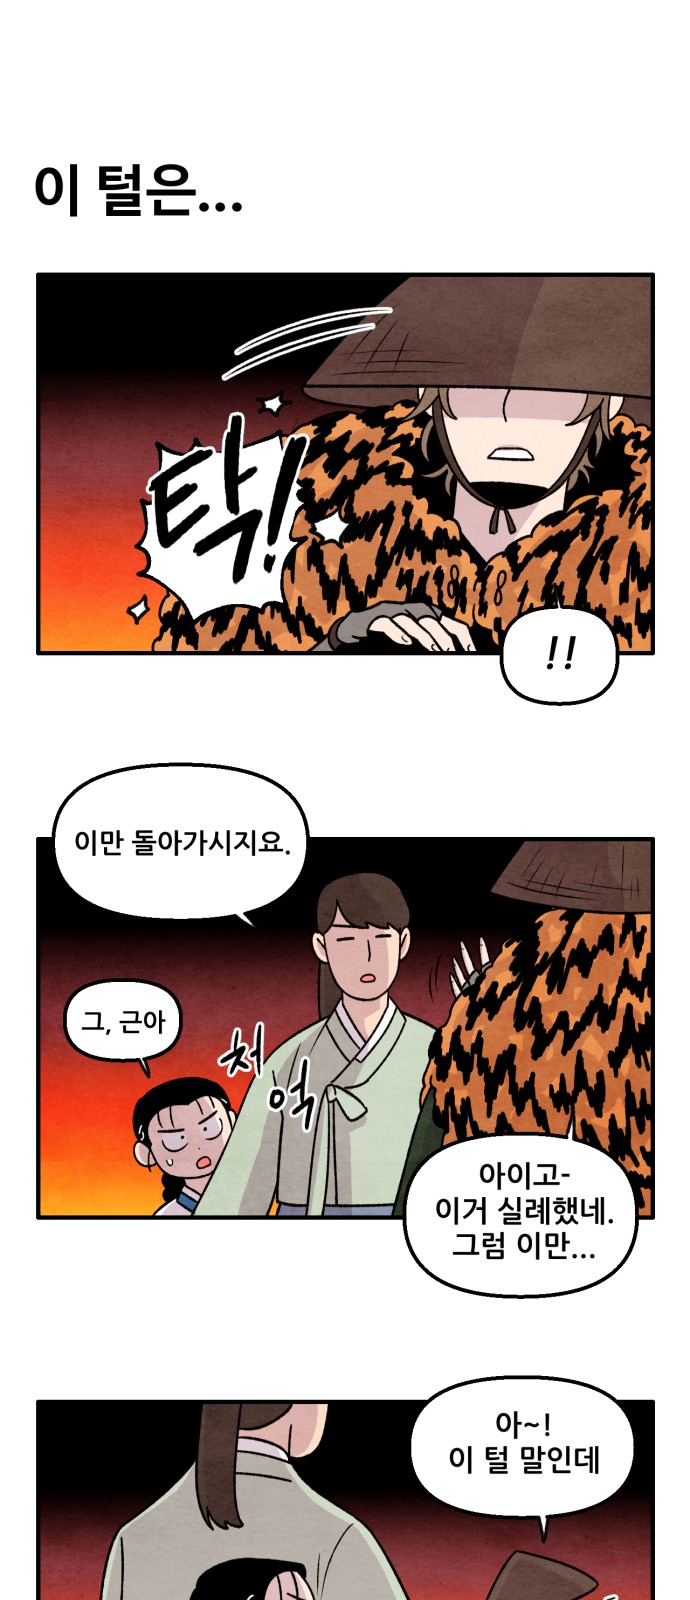 이 털은...
탁!
!!
이만 돌아가시지요.
그, 근아
처
억
아이고-
이거 실례했네.
그럼 이만...
아~!
이 털 말인데